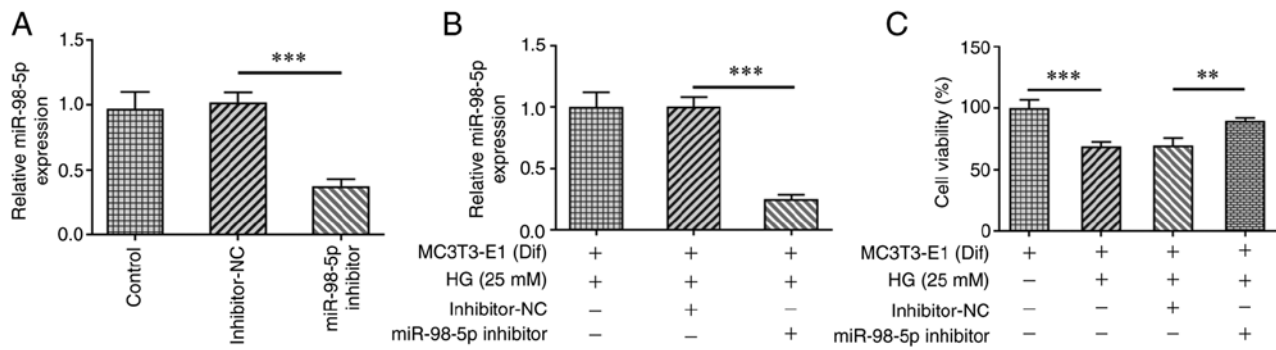 A
Relative miR-98-5p
expression
1.5
1.0
0.5
0.0
***
Control
Inhibitor-NC
miR-98-5p
inhibitor
B
Relative miR-98-5p
expression
1.5
1.0
0.5
0.0
***
MC3T3-E1 (Dif) + + +
HG (25 mM) + + +
Inhibitor-NC – + –
miR-98-5p inhibitor – – +
C
Cell viability (%)
150
100
50
0
*** **
MC3T3-E1 (Dif) + + + +
HG (25 mM) – + + +
Inhibitor-NC – – + –
miR-98-5p inhibitor – – – +